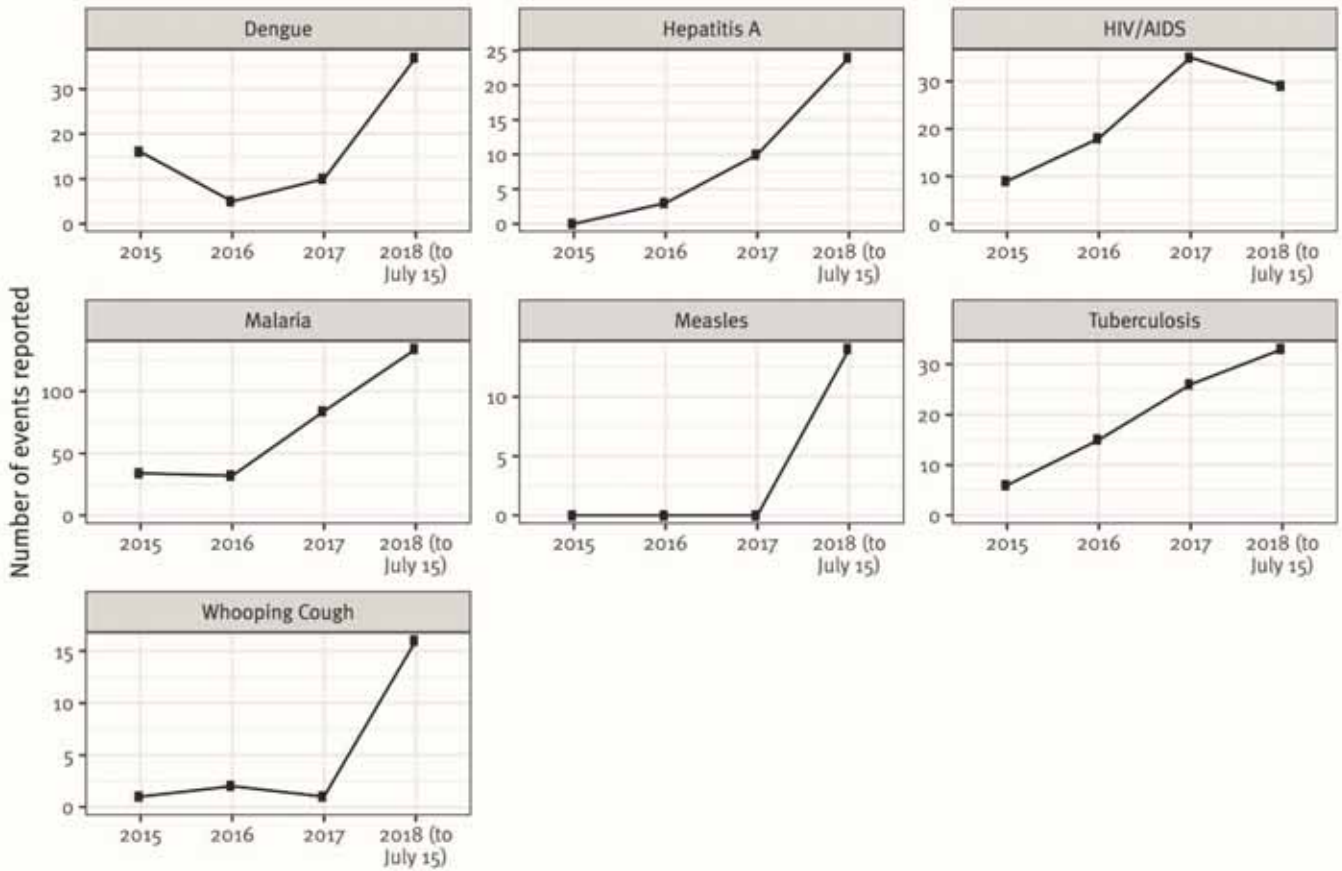 Number of events reported
Dengue
30
20
10
0
2015 2016 2017 2018 (to
July 15)
Hepatitis A
25
20
15
10
5
0
2015 2016 2017 2018 (to
July 15)
HIV/AIDS
30
20
10
0
2015 2016 2017 2018 (to
July 15)
Malaria
100
50
0
2015 2016 2017 2018 (to
July 15)
Measles
10
5
0
2015 2016 2017 2018 (to
July 15)
Tuberculosis
30
20
10
0
2015 2016 2017 2018 (to
July 15)
Whooping Cough
15
10
5
0
2015 2016 2017 2018 (to
July 15)